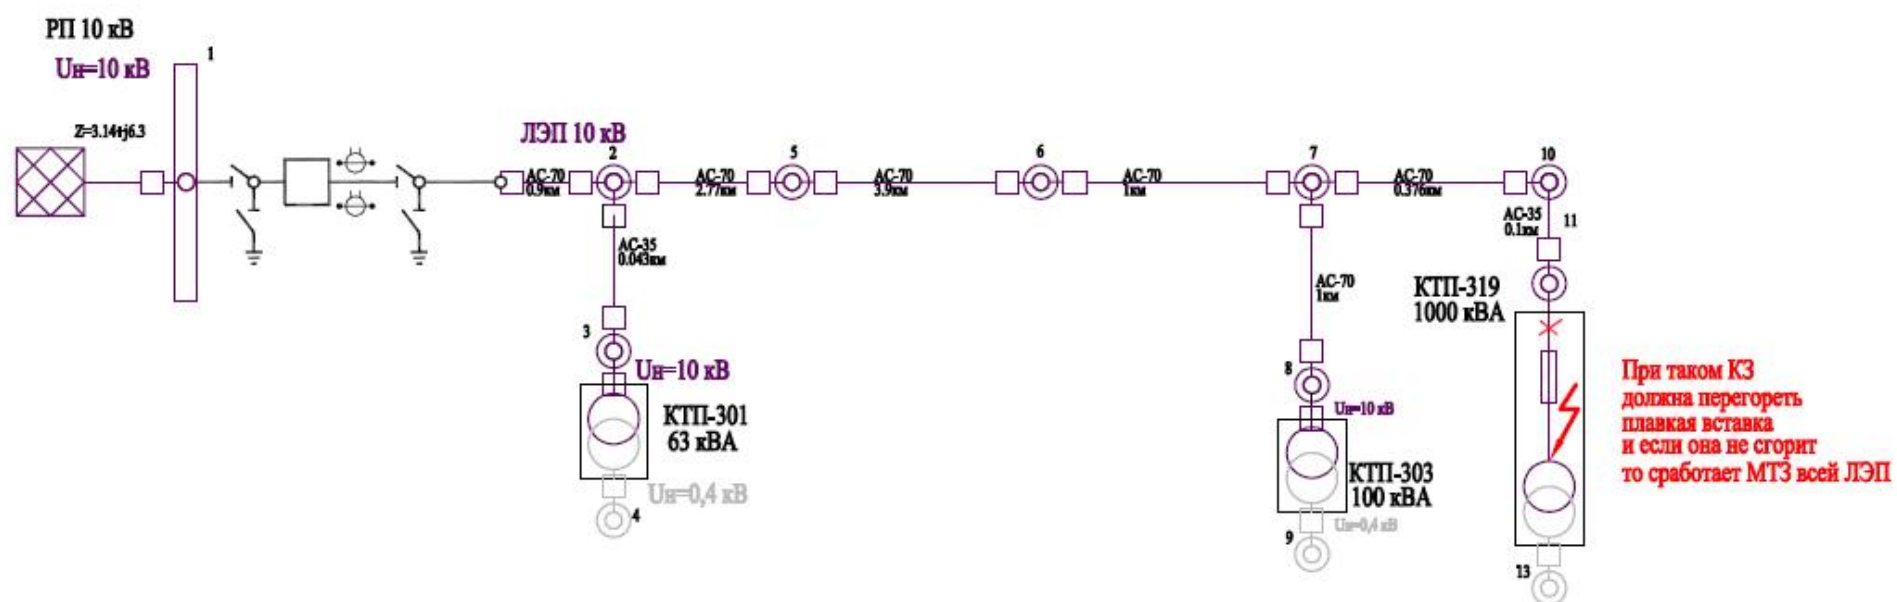 РП 10 кВ
Uн=10 кВ
1
Z=3.14+j6.3
ЛЭП 10 кВ
2
5
6
7
10
АС-70
0.9км
АС-70
2.77км
АС-70
3.9км
АС-70
1км
АС-70
0.376км
АС-35
0.1км
11
АС-35
0.043км
АС-70
1км
КТП-319
1000 кВА
3
Uн=10 кВ
8
Uн=10 кВ
КТП-301
63 кВА
При таком КЗ
должна перегореть
плавкая вставка
и если она не сгорит
то сработает МТЗ всей ЛЭП
КТП-303
100 кВА
Uн=0,4 кВ
4
Uн=0,4 кВ
9
13